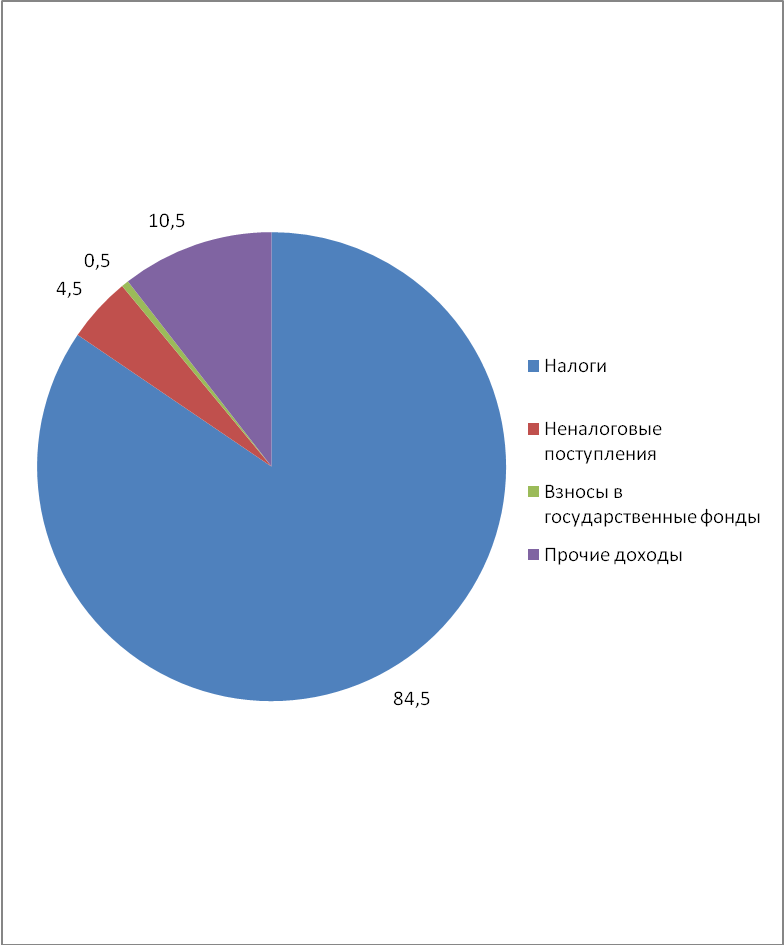 10,5
0,5
4,5
Налоги
Неналоговые
поступления
Взносы в
государственные фонды
Прочие доходы
84,5